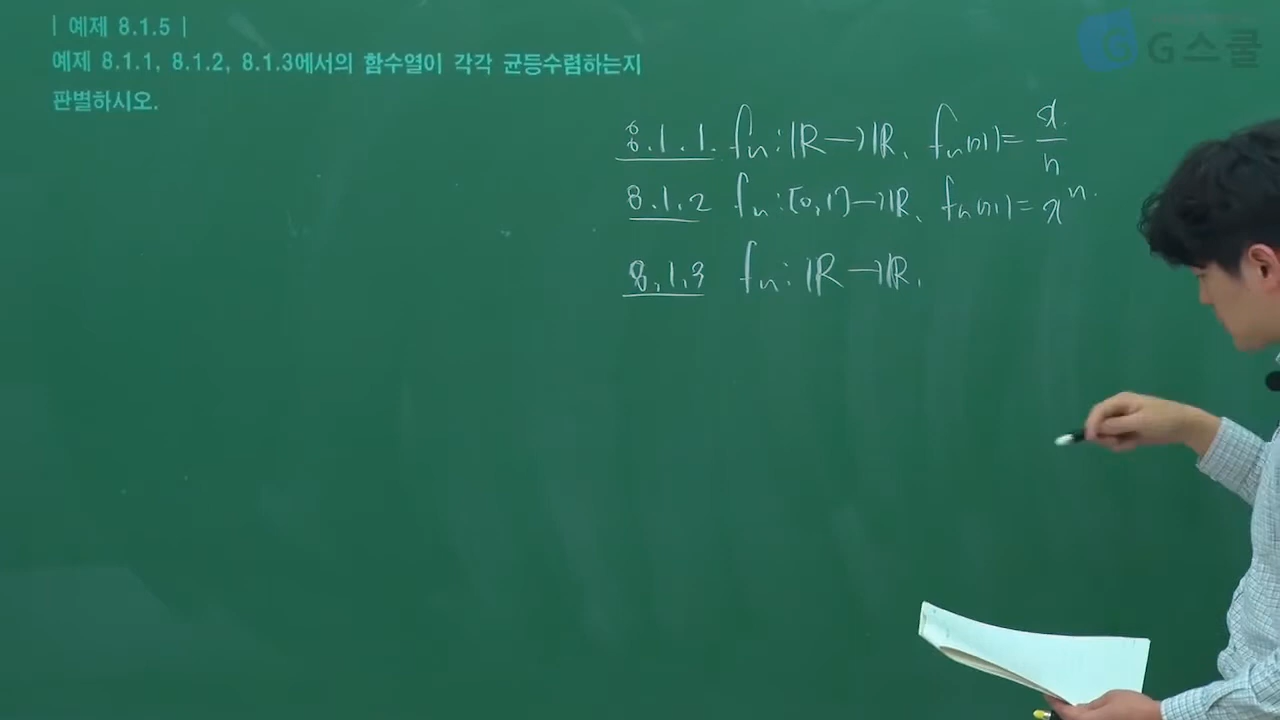 | 예제 8.1.5 |
예제 8.1.1, 8.1.2, 8.1.3에서의 함수열이 각각 균등수렴하는지
판별하시오.
G스쿨
8.1.1. fn : ℝ → ℝ, fn(x) = x/n
8.1.2 fn : [0,1] → ℝ, fn(x) = xⁿ.
8.1.3 fn : ℝ → ℝ,